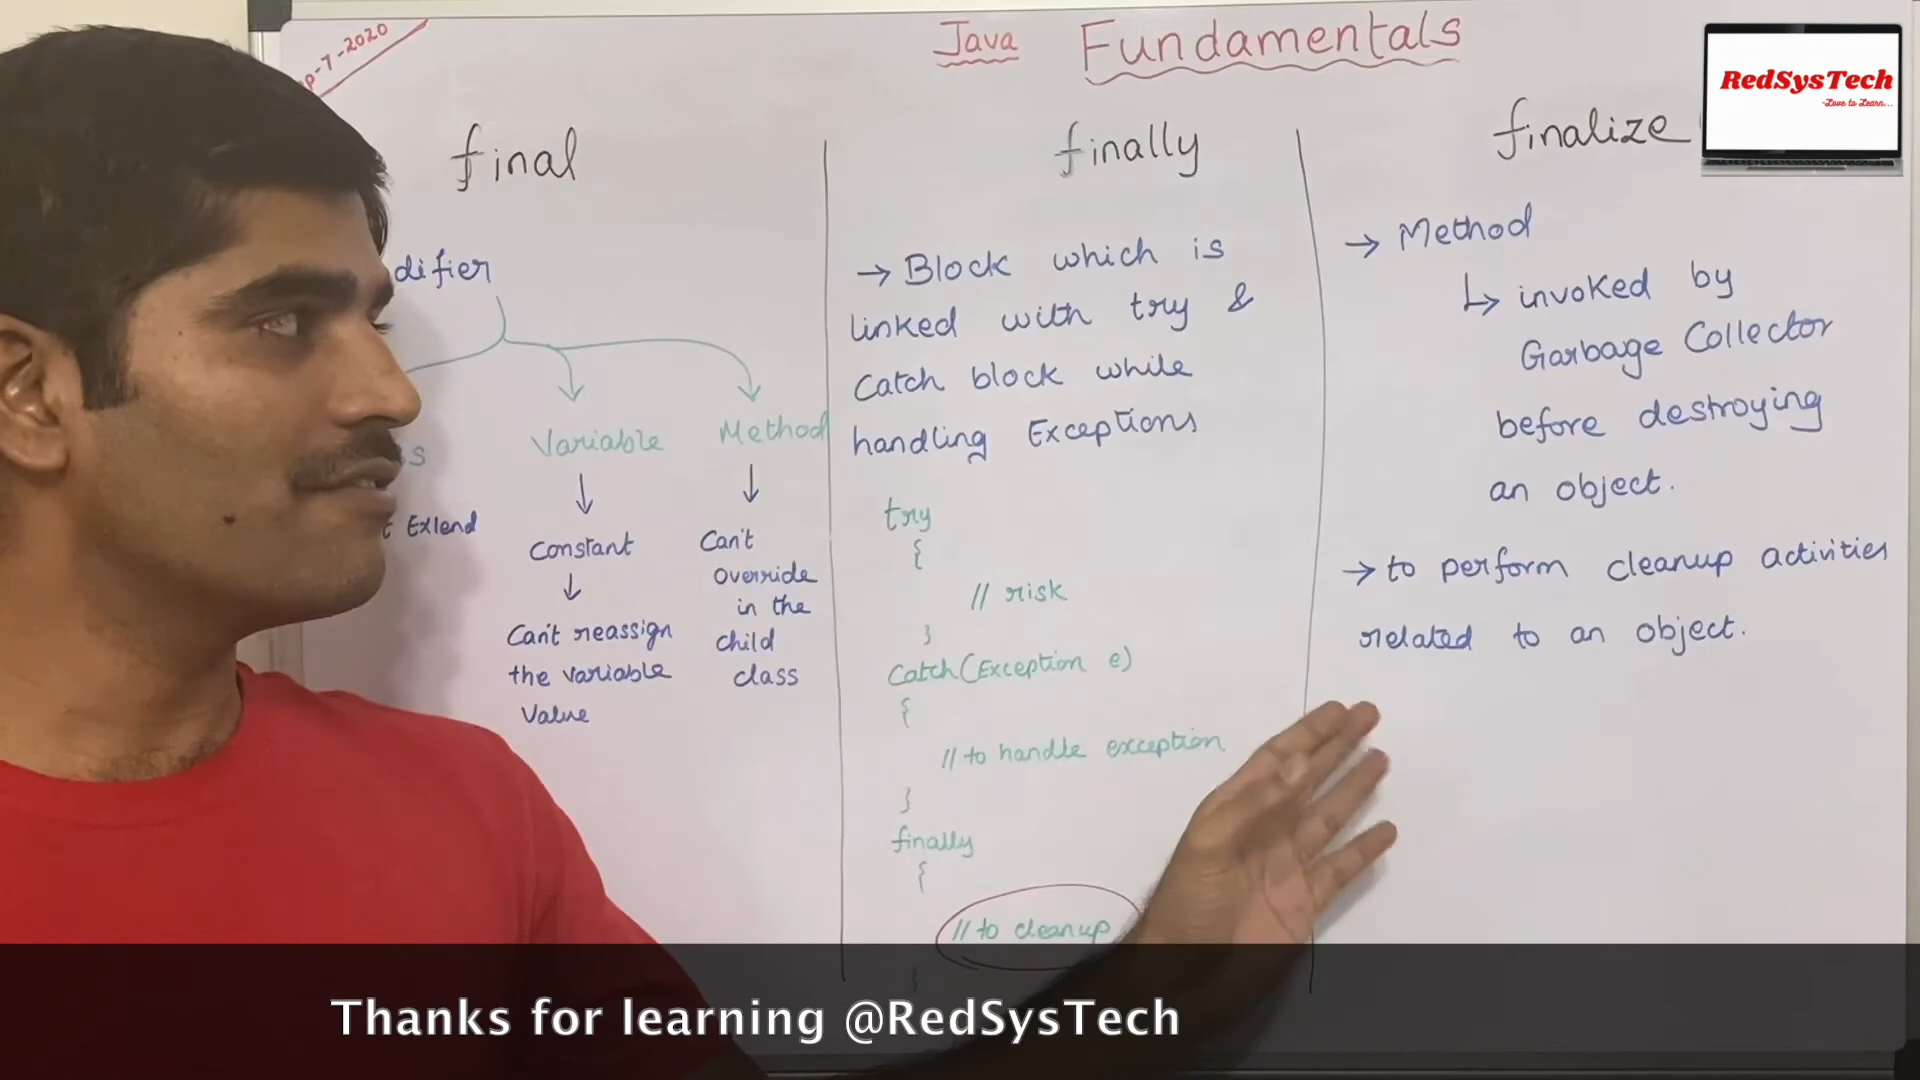 Java Fundamentals
RedSysTech
-Love to Learn...
final
difier
Variable
Method
Extend
Constant
Can't reassign
the variable
Value
Can't
override
in the
child
class
finally
→ Block which is
linked with try &
Catch block while
handling Exceptions
try
{
// risk
}
Catch(Exception e)
{
// to handle exception
}
finally
{
// to cleanup
}
finalize
→ Method
↳ invoked by
Garbage Collector
before destroying
an object.
→ to perform cleanup activities
related to an object.
Thanks for learning @RedSysTech